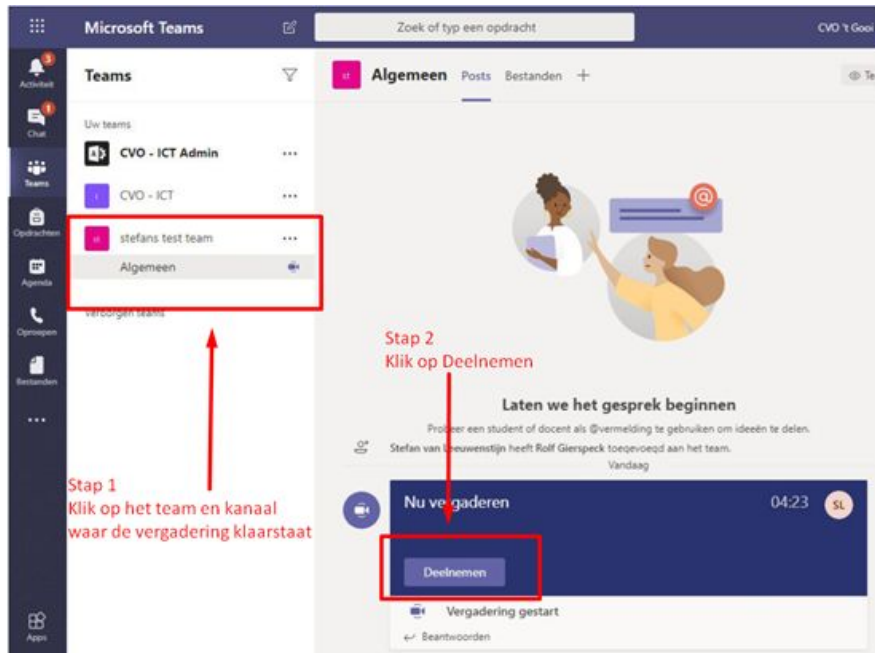 Microsoft Teams
Zoek of typ een opdracht
CVO 't Gooi
3
Activiteit
1
Chat
Teams
Opdrachten
Agenda
Oproepen
Bestanden
...
Apps
Teams
Uw teams
CVO - ICT Admin
CVO - ICT
st stefans test team
Algemeen
Verborgen teams
Stap 1
Klik op het team en kanaal
waar de vergadering klaarstaat
st Algemeen Posts Bestanden +
@
Stap 2
Klik op Deelnemen
Laten we het gesprek beginnen
Probeer een student of docent als @vermelding te gebruiken om ideeën te delen.
Stefan van Leeuwenstijn heeft Rolf Gierspeck toegevoegd aan het team.
Vandaag
Nu vergaderen 04:23 SL
Deelnemen
Vergadering gestart
Beantwoorden